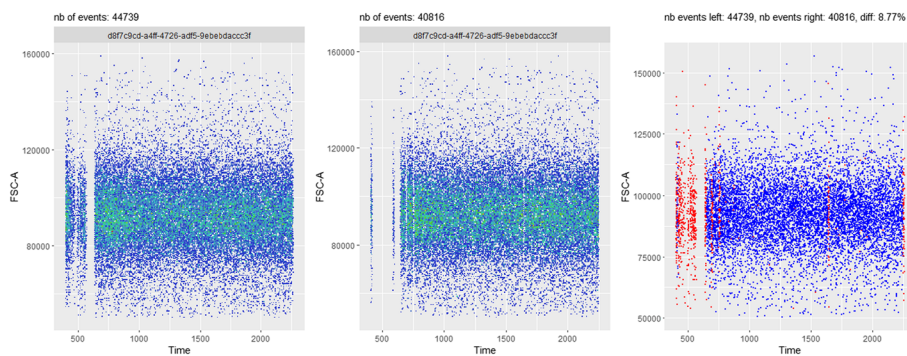 nb of events: 44739
d8f7c9cd-a4ff-4726-adf5-9ebebdaccc3f
160000
120000
80000
FSC-A
500
1000
1500
2000
Time
nb of events: 40816
d8f7c9cd-a4ff-4726-adf5-9ebebdaccc3f
160000
120000
80000
FSC-A
500
1000
1500
2000
Time
nb events left: 44739, nb events right: 40816, diff: 8.77%
150000
125000
100000
75000
50000
FSC-A
500
1000
1500
2000
Time